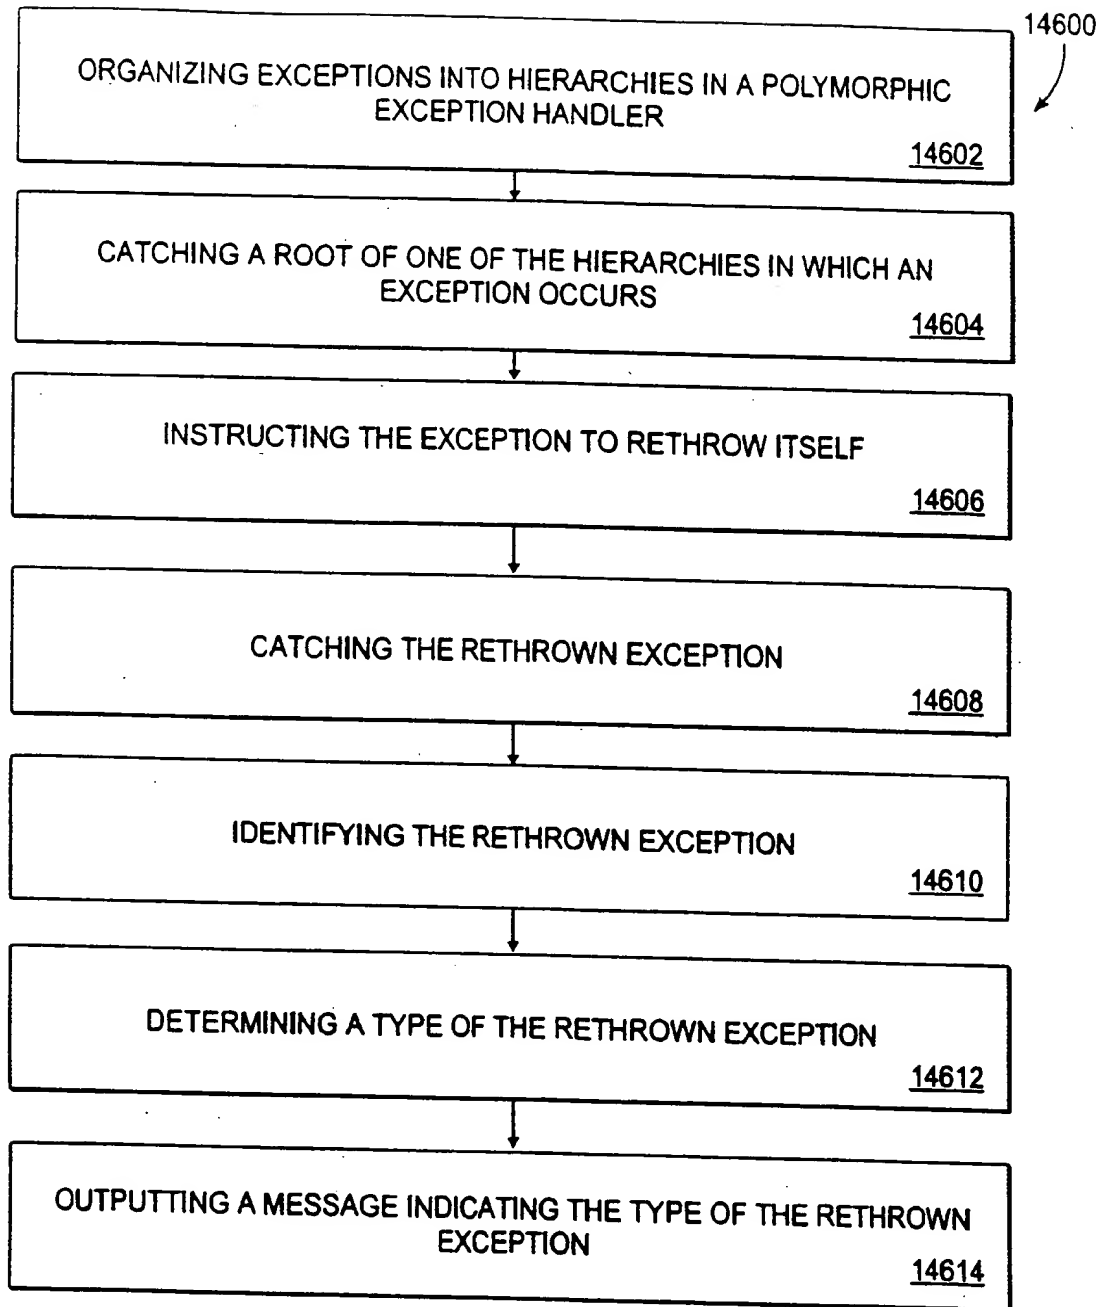 14600
ORGANIZING EXCEPTIONS INTO HIERARCHIES IN A POLYMORPHIC
EXCEPTION HANDLER
14602
CATCHING A ROOT OF ONE OF THE HIERARCHIES IN WHICH AN
EXCEPTION OCCURS
14604
INSTRUCTING THE EXCEPTION TO RETHROW ITSELF
14606
CATCHING THE RETHROWN EXCEPTION
14608
IDENTIFYING THE RETHROWN EXCEPTION
14610
DETERMINING A TYPE OF THE RETHROWN EXCEPTION
14612
OUTPUTTING A MESSAGE INDICATING THE TYPE OF THE RETHROWN
EXCEPTION
14614